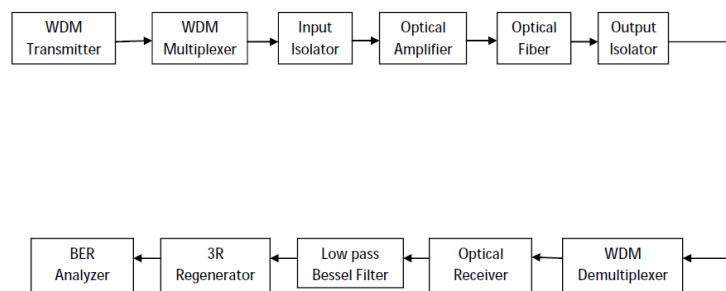 WDM
Transmitter
WDM
Multiplexer
Input
Isolator
Optical
Amplifier
Optical
Fiber
Output
Isolator
BER
Analyzer
3R
Regenerator
Low pass
Bessel Filter
Optical
Receiver
WDM
Demultiplexer